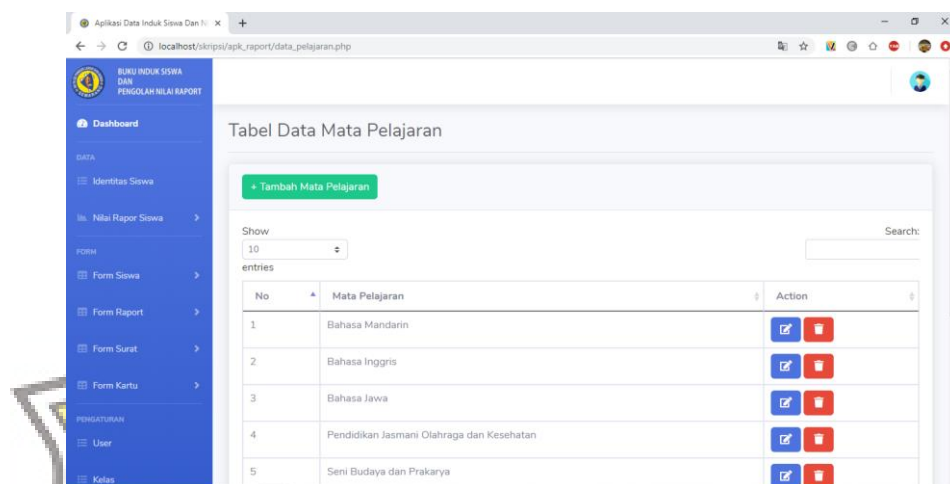 Aplikasi Data Induk Siswa Dan Ni
localhost/skripsi/apk_raport/data_pelajaran.php
BUKU INDUK SISWA
DAN
PENGOLAH NILAI RAPORT
Dashboard
DATA
Identitas Siswa
Nilai Rapor Siswa
FORM
Form Siswa
Form Raport
Form Surat
Form Kartu
PENGATURAN
User
Kelas
Tabel Data Mata Pelajaran
+ Tambah Mata Pelajaran
Show
10
entries
Search:
No Mata Pelajaran Action
1 Bahasa Mandarin
2 Bahasa Inggris
3 Bahasa Jawa
4 Pendidikan Jasmani Olahraga dan Kesehatan
5 Seni Budaya dan Prakarya